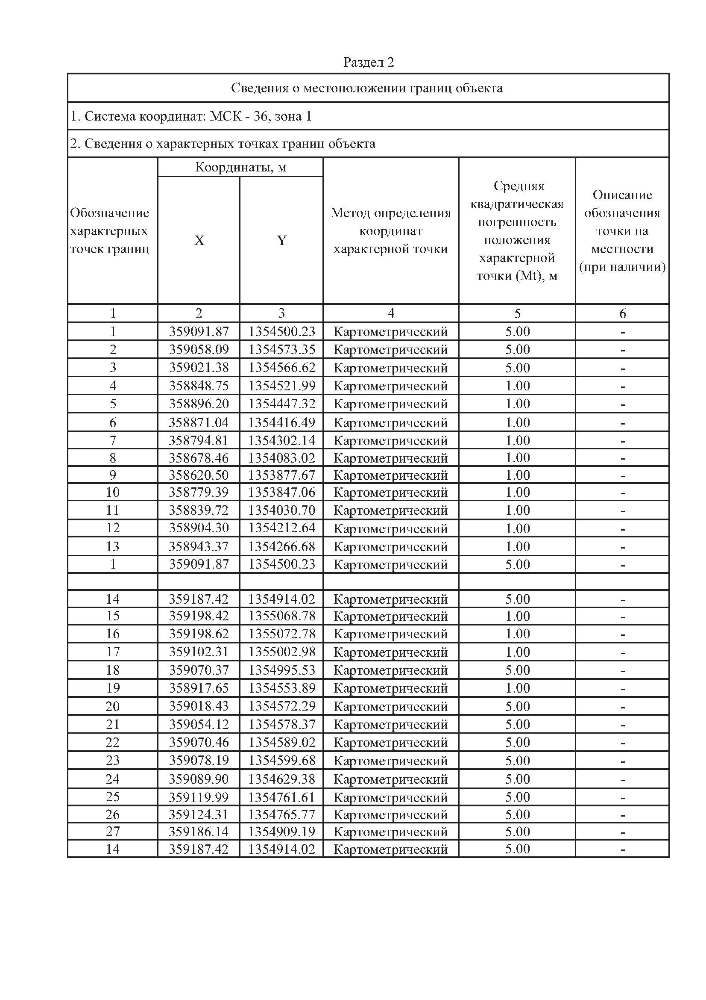 Раздел 2
Сведения о местоположении границ объекта
1. Система координат: МСК - 36, зона 1
2. Сведения о характерных точках границ объекта
Обозначение
характерных
точек границ
Координаты, м
X
Y
Метод определения
координат
характерной точки
Средняя
квадратическая
погрешность
положения
характерной
точки (Mt), м
Описание
обозначения
точки на
местности
(при наличии)
1 2 3 4 5 6
1 359091.87 1354500.23 Картометрический 5.00 -
2 359058.09 1354573.35 Картометрический 5.00 -
3 359021.38 1354566.62 Картометрический 5.00 -
4 358848.75 1354521.99 Картометрический 1.00 -
5 358896.20 1354447.32 Картометрический 1.00 -
6 358871.04 1354416.49 Картометрический 1.00 -
7 358794.81 1354302.14 Картометрический 1.00 -
8 358678.46 1354083.02 Картометрический 1.00 -
9 358620.50 1353877.67 Картометрический 1.00 -
10 358779.39 1353847.06 Картометрический 1.00 -
11 358839.72 1354030.70 Картометрический 1.00 -
12 358904.30 1354212.64 Картометрический 1.00 -
13 358943.37 1354266.68 Картометрический 1.00 -
1 359091.87 1354500.23 Картометрический 5.00 -
14 359187.42 1354914.02 Картометрический 5.00 -
15 359198.42 1355068.78 Картометрический 1.00 -
16 359198.62 1355072.78 Картометрический 1.00 -
17 359102.31 1355002.98 Картометрический 1.00 -
18 359070.37 1354995.53 Картометрический 5.00 -
19 358917.65 1354553.89 Картометрический 1.00 -
20 359018.43 1354572.29 Картометрический 5.00 -
21 359054.12 1354578.37 Картометрический 5.00 -
22 359070.46 1354589.02 Картометрический 5.00 -
23 359078.19 1354599.68 Картометрический 5.00 -
24 359089.90 1354629.38 Картометрический 5.00 -
25 359119.99 1354761.61 Картометрический 5.00 -
26 359124.31 1354765.77 Картометрический 5.00 -
27 359186.14 1354909.19 Картометрический 5.00 -
14 359187.42 1354914.02 Картометрический 5.00 -